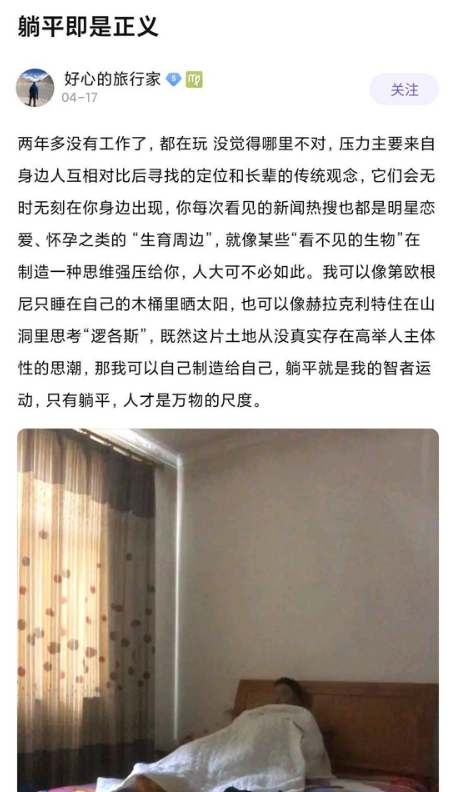 躺平即是正义
好心的旅行家 6
04-17
关注
两年多没有工作了，都在玩 没觉得哪里不对，压力主要来自
身边人互相对比后寻找的定位和长辈的传统观念，它们会无
时无刻在你身边出现，你每次看见的新闻热搜也都是明星恋
爱、怀孕之类的 “生育周边”，就像某些“看不见的生物”在
制造一种思维强压给你，人大可不必如此。我可以像第欧根
尼只睡在自己的木桶里晒太阳，也可以像赫拉克利特住在山
洞里思考“逻各斯”，既然这片土地从没真实存在高举人主体
性的思潮，那我可以自己制造给自己，躺平就是我的智者运
动，只有躺平，人才是万物的尺度。